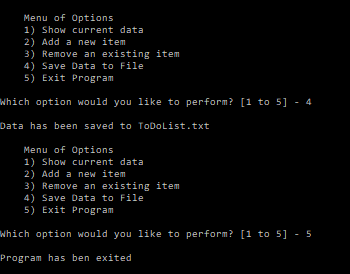 Menu of Options
1) Show current data
2) Add a new item
3) Remove an existing item
4) Save Data to File
5) Exit Program
Which option would you like to perform? [1 to 5] - 4
Data has been saved to ToDoList.txt
Menu of Options
1) Show current data
2) Add a new item
3) Remove an existing item
4) Save Data to File
5) Exit Program
Which option would you like to perform? [1 to 5] - 5
Program has ben exited